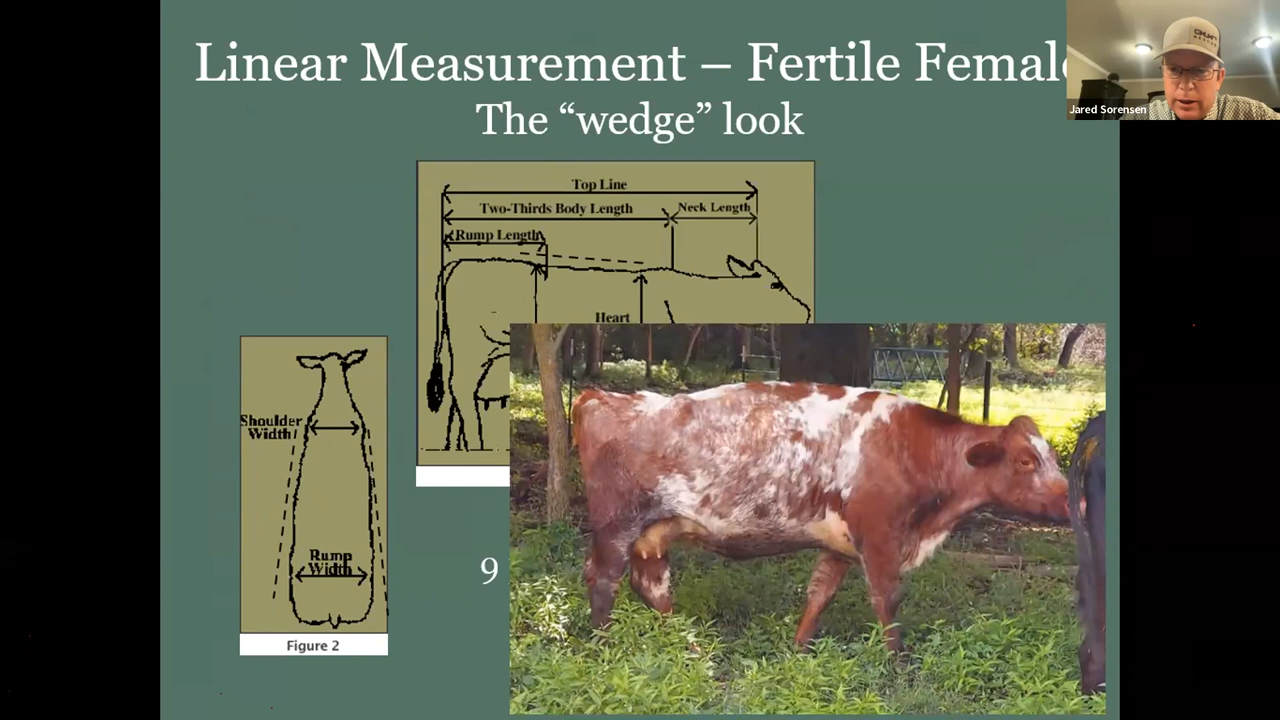 Linear Measurement – Fertile Female
The “wedge” look
Jared Sorensen
Top Line
Two-Thirds Body Length
Neck Length
Rump Length
Heart
Shoulder
Width
Rump
Width
Figure 2
9